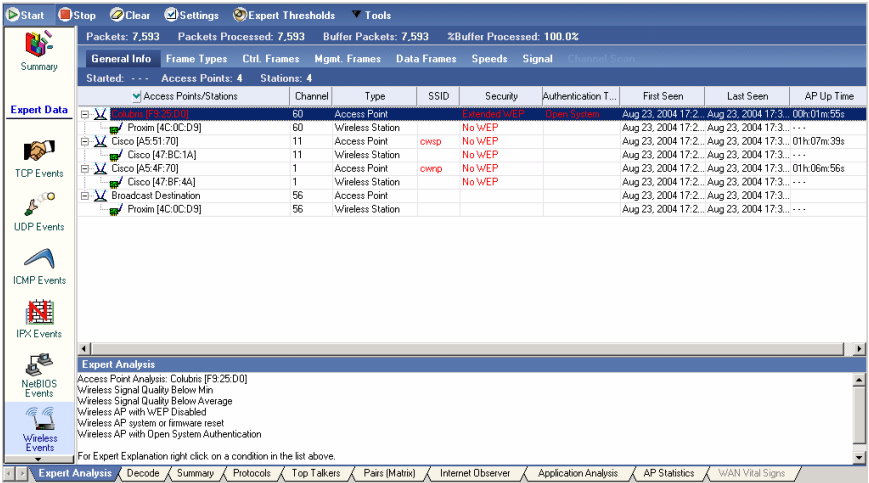 Start Stop Clear Settings Expert Thresholds Tools
Packets: 7,593 Packets Processed: 7,593 Buffer Packets: 7,593 %Buffer Processed: 100.0%
General Info Frame Types Ctrl. Frames Mgmt. Frames Data Frames Speeds Signal Channel Scan
Started: - - - Access Points: 4 Stations: 4
Access Points/Stations Channel Type SSID Security Authentication T... First Seen Last Seen AP Up Time
Colubris [F9:25:D0] 60 Access Point Extended WEP Open System Aug 23, 2004 17:2... Aug 23, 2004 17:3... 00h:01m:55s
Proxim [4C:0C:D9] 60 Wireless Station No WEP Aug 23, 2004 17:2... Aug 23, 2004 17:3... - - -
Cisco [A5:51:70] 11 Access Point cwsp No WEP Aug 23, 2004 17:2... Aug 23, 2004 17:3... 01h:07m:39s
Cisco [47:BC:1A] 11 Wireless Station No WEP Aug 23, 2004 17:2... Aug 23, 2004 17:3... - - -
Cisco [A5:4F:70] 1 Access Point cwnp No WEP Aug 23, 2004 17:2... Aug 23, 2004 17:3... 01h:06m:56s
Cisco [47:BF:4A] 1 Wireless Station No WEP Aug 23, 2004 17:2... Aug 23, 2004 17:3... - - -
Broadcast Destination 56 Access Point Aug 23, 2004 17:2... Aug 23, 2004 17:3... - - -
Proxim [4C:0C:D9] 56 Wireless Station Aug 23, 2004 17:2... Aug 23, 2004 17:3... - - -
Summary
Expert Data
TCP Events
UDP Events
ICMP Events
IPX Events
NetBIOS
Events
Wireless
Events
Expert Analysis
Access Point Analysis: Colubris [F9:25:D0]
Wireless Signal Quality Below Min
Wireless Signal Quality Below Average
Wireless AP with WEP Disabled
Wireless AP system or firmware reset
Wireless AP with Open System Authentication
For Expert Explanation right click on a condition in the list above.
Expert Analysis Decode Summary Protocols Top Talkers Pairs (Matrix) Internet Observer Application Analysis AP Statistics WAN Vital Signs